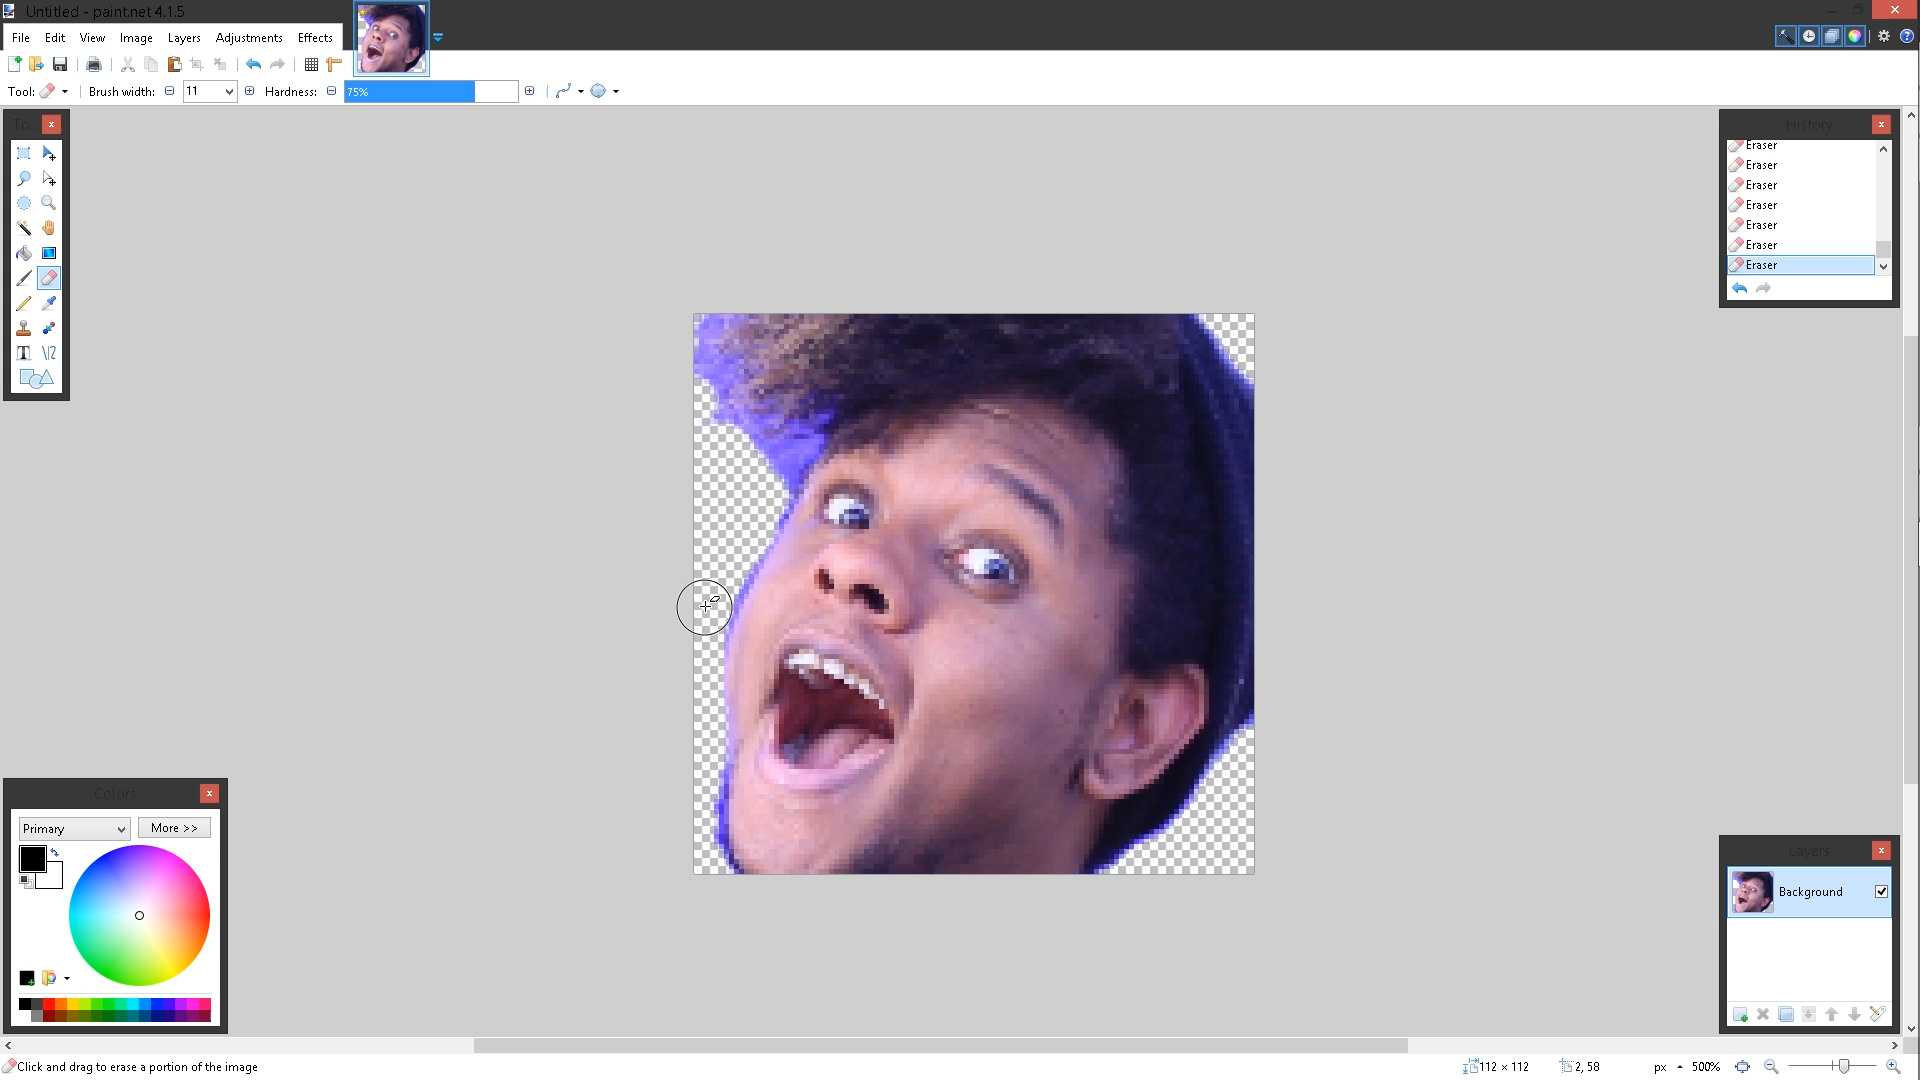 Untitled - paint.net 4.1.5
File Edit View Image Layers Adjustments Effects
Tool: Brush width: 11 Hardness: 75%
To...
History
Eraser
Eraser
Eraser
Eraser
Eraser
Eraser
Eraser
Colors
Primary More >>
Layers
Background
Click and drag to erase a portion of the image
112 × 112 2, 58 px 500%